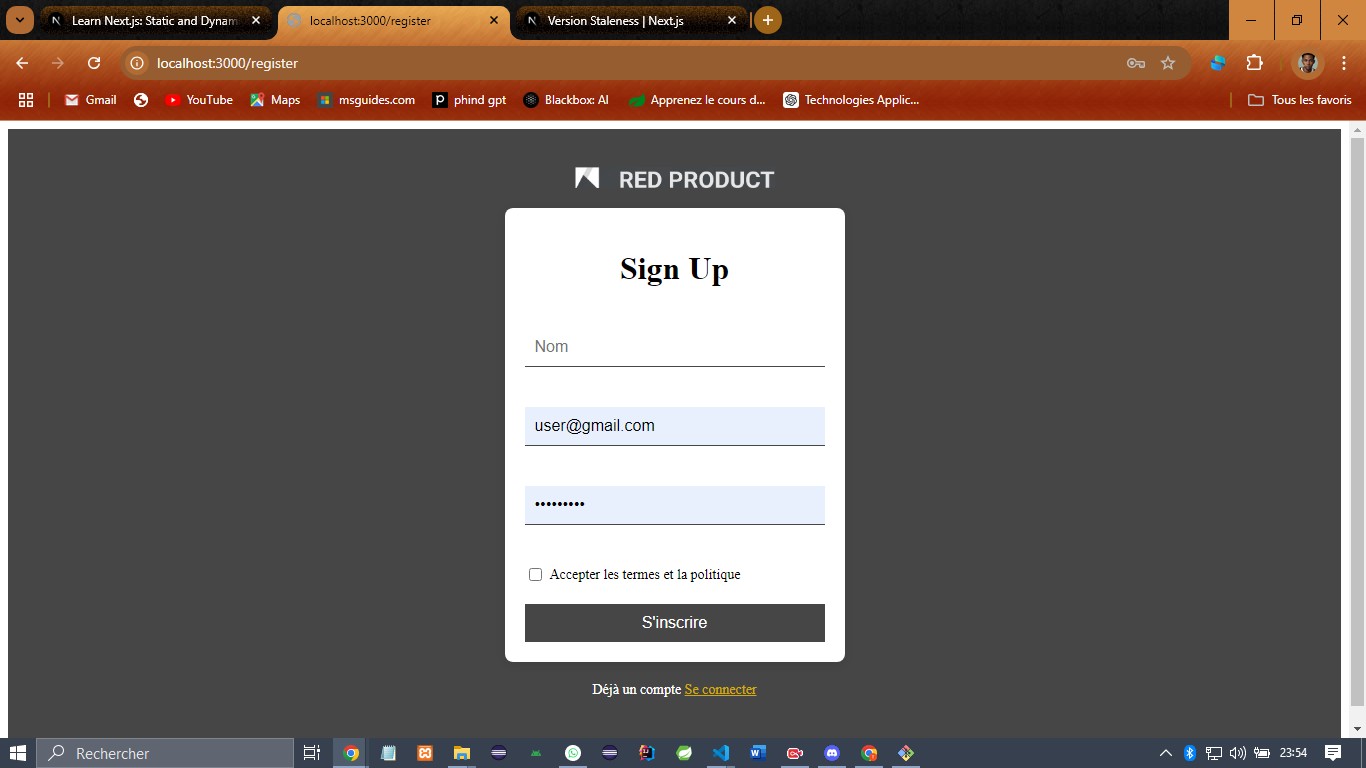 Learn Next.js: Static and Dynam
localhost:3000/register
Version Staleness | Next.js
localhost:3000/register
Gmail
YouTube
Maps
msguides.com
phind gpt
Blackbox: AI
Apprenez le cours d...
Technologies Applic...
Tous les favoris
RED PRODUCT
Sign Up
Nom
user@gmail.com
•••••••••
Accepter les termes et la politique
S'inscrire
Déjà un compte Se connecter
Rechercher
23:54